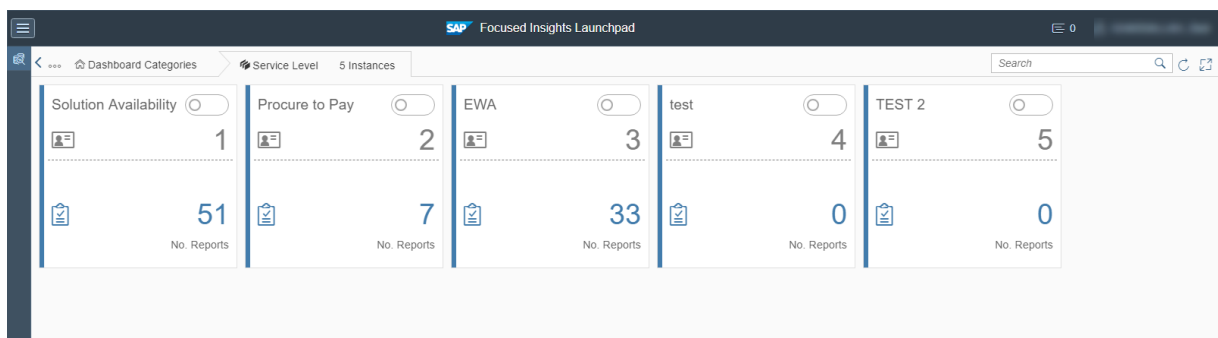 SAP Focused Insights Launchpad
0
Dashboard Categories
Service Level 5 Instances
Search
Solution Availability
1
51
No. Reports
Procure to Pay
2
7
No. Reports
EWA
3
33
No. Reports
test
4
0
No. Reports
TEST 2
5
0
No. Reports